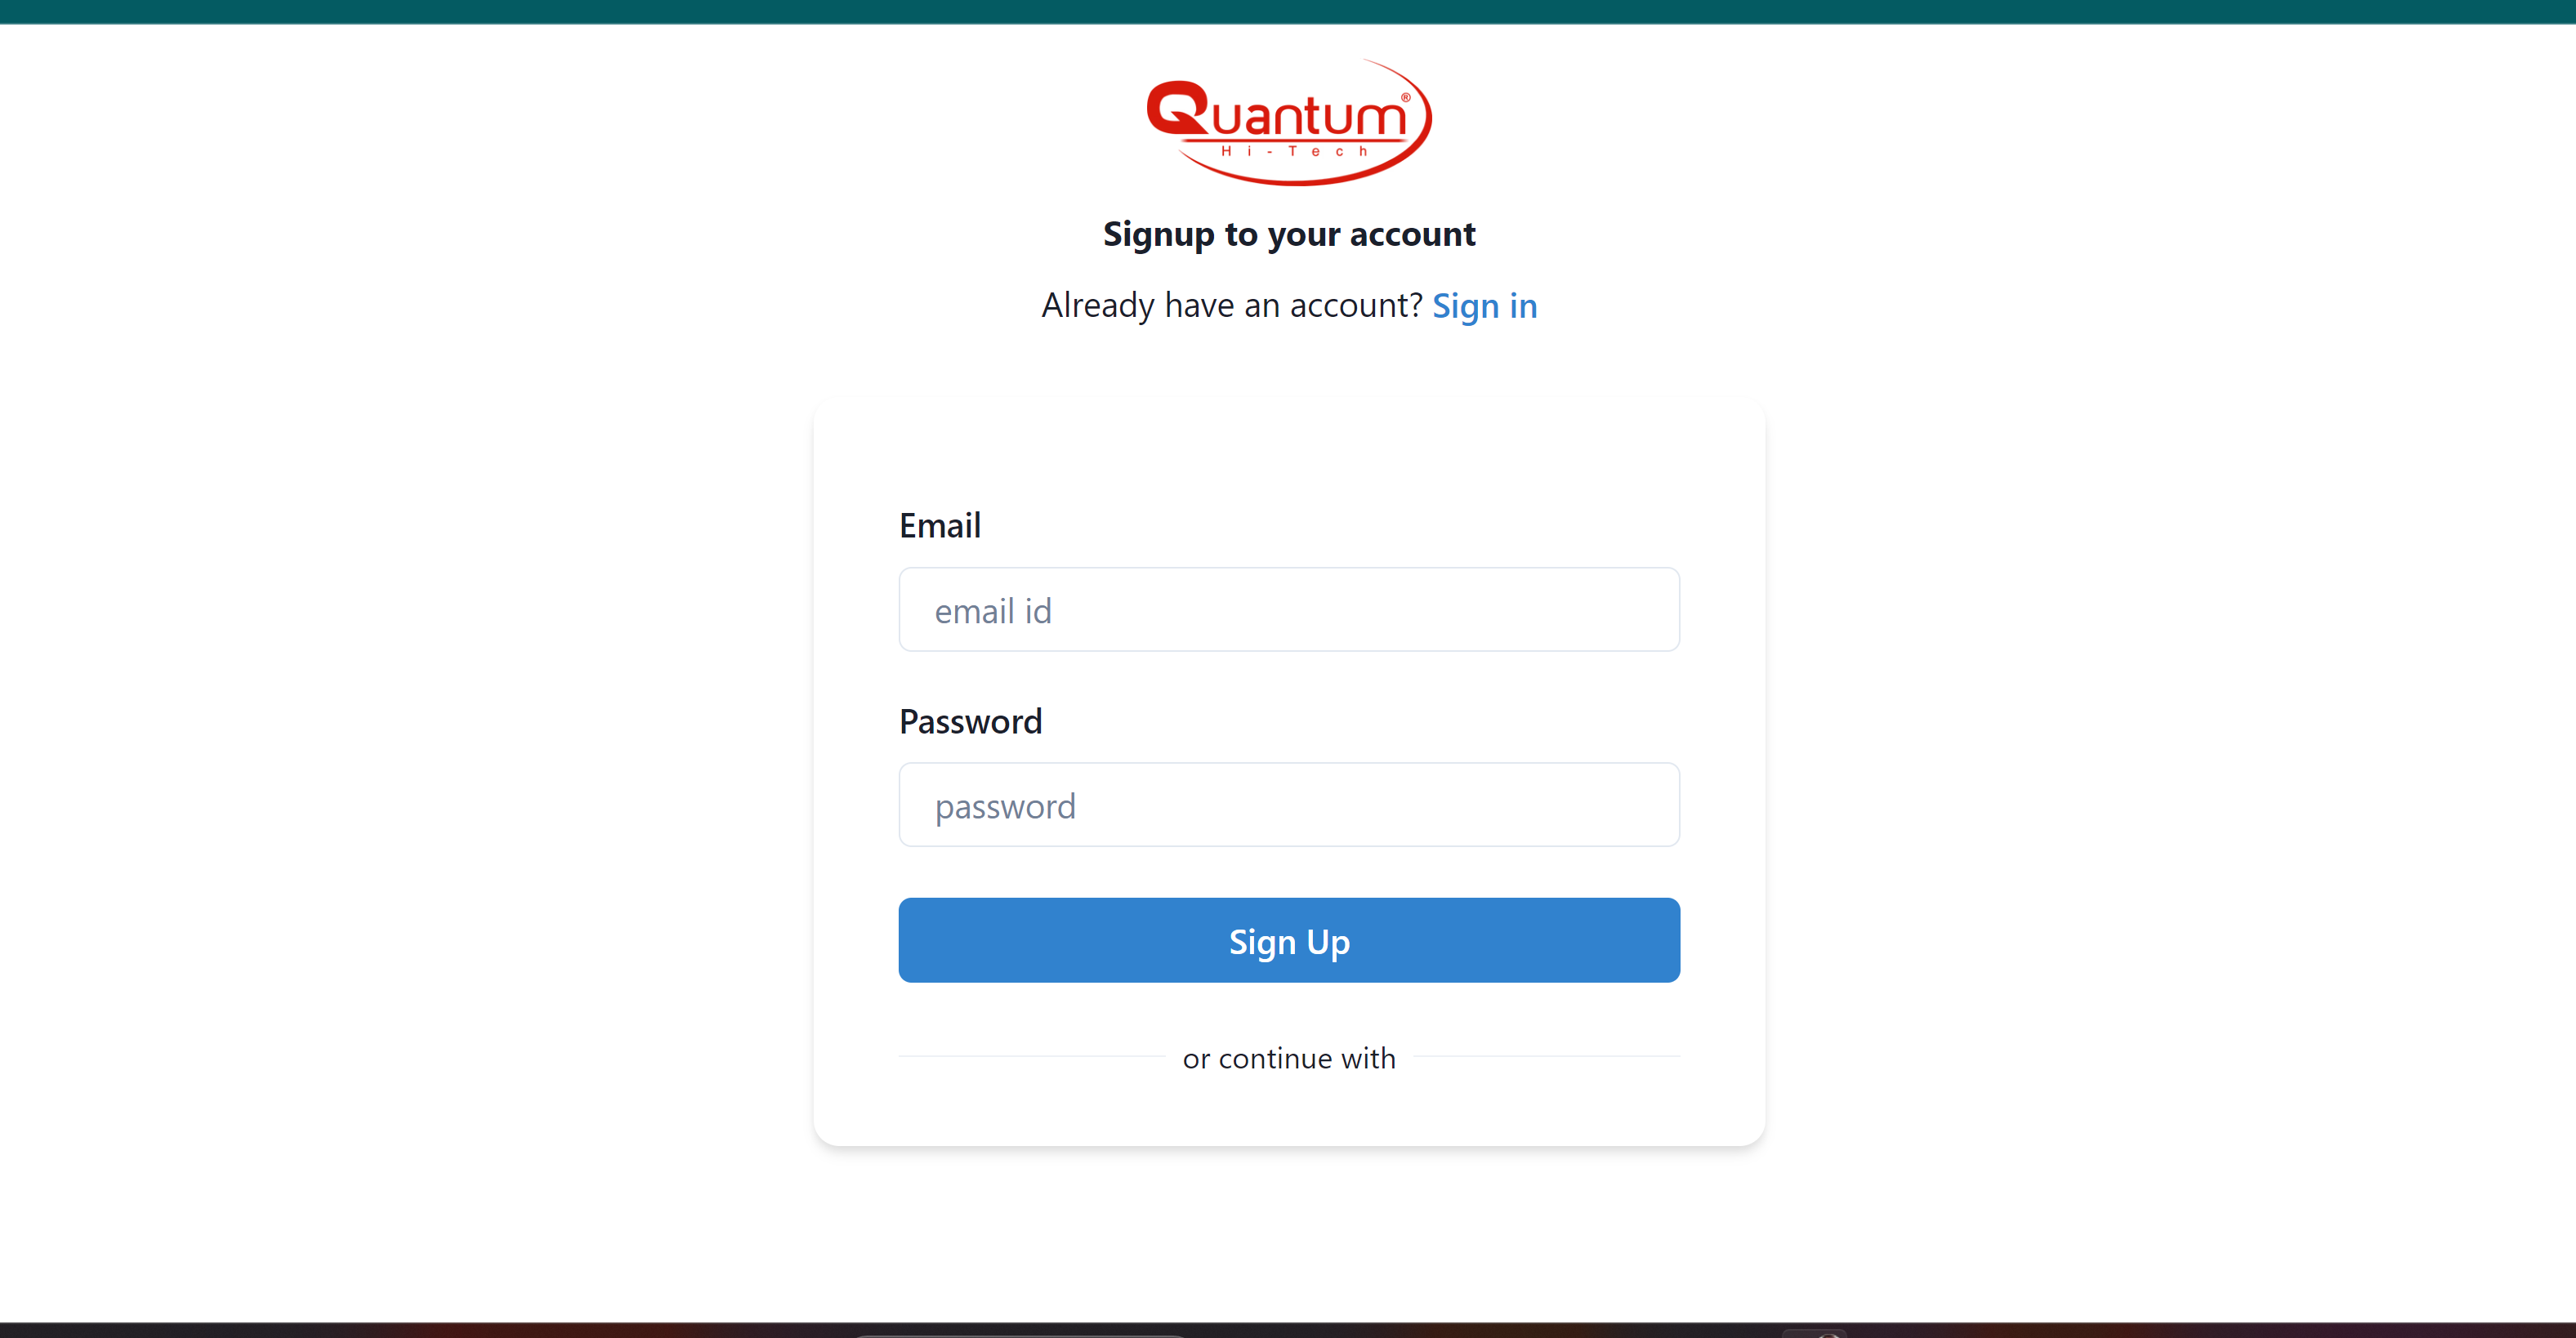 Quantum®
Hi-Tech
Signup to your account
Already have an account? Sign in
Email
email id
Password
password
Sign Up
or continue with